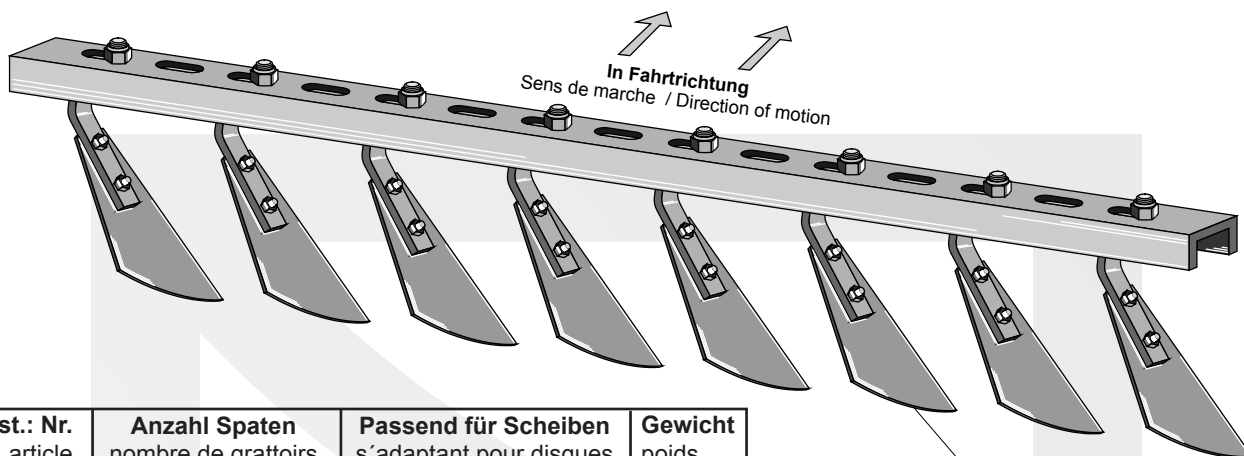 In Fahrtrichtung
Sens de marche / Direction of motion
st.: Nr. Anzahl Spaten Passend für Scheiben Gewicht
article nombre de grattoirs s´adaptant pour disques poids